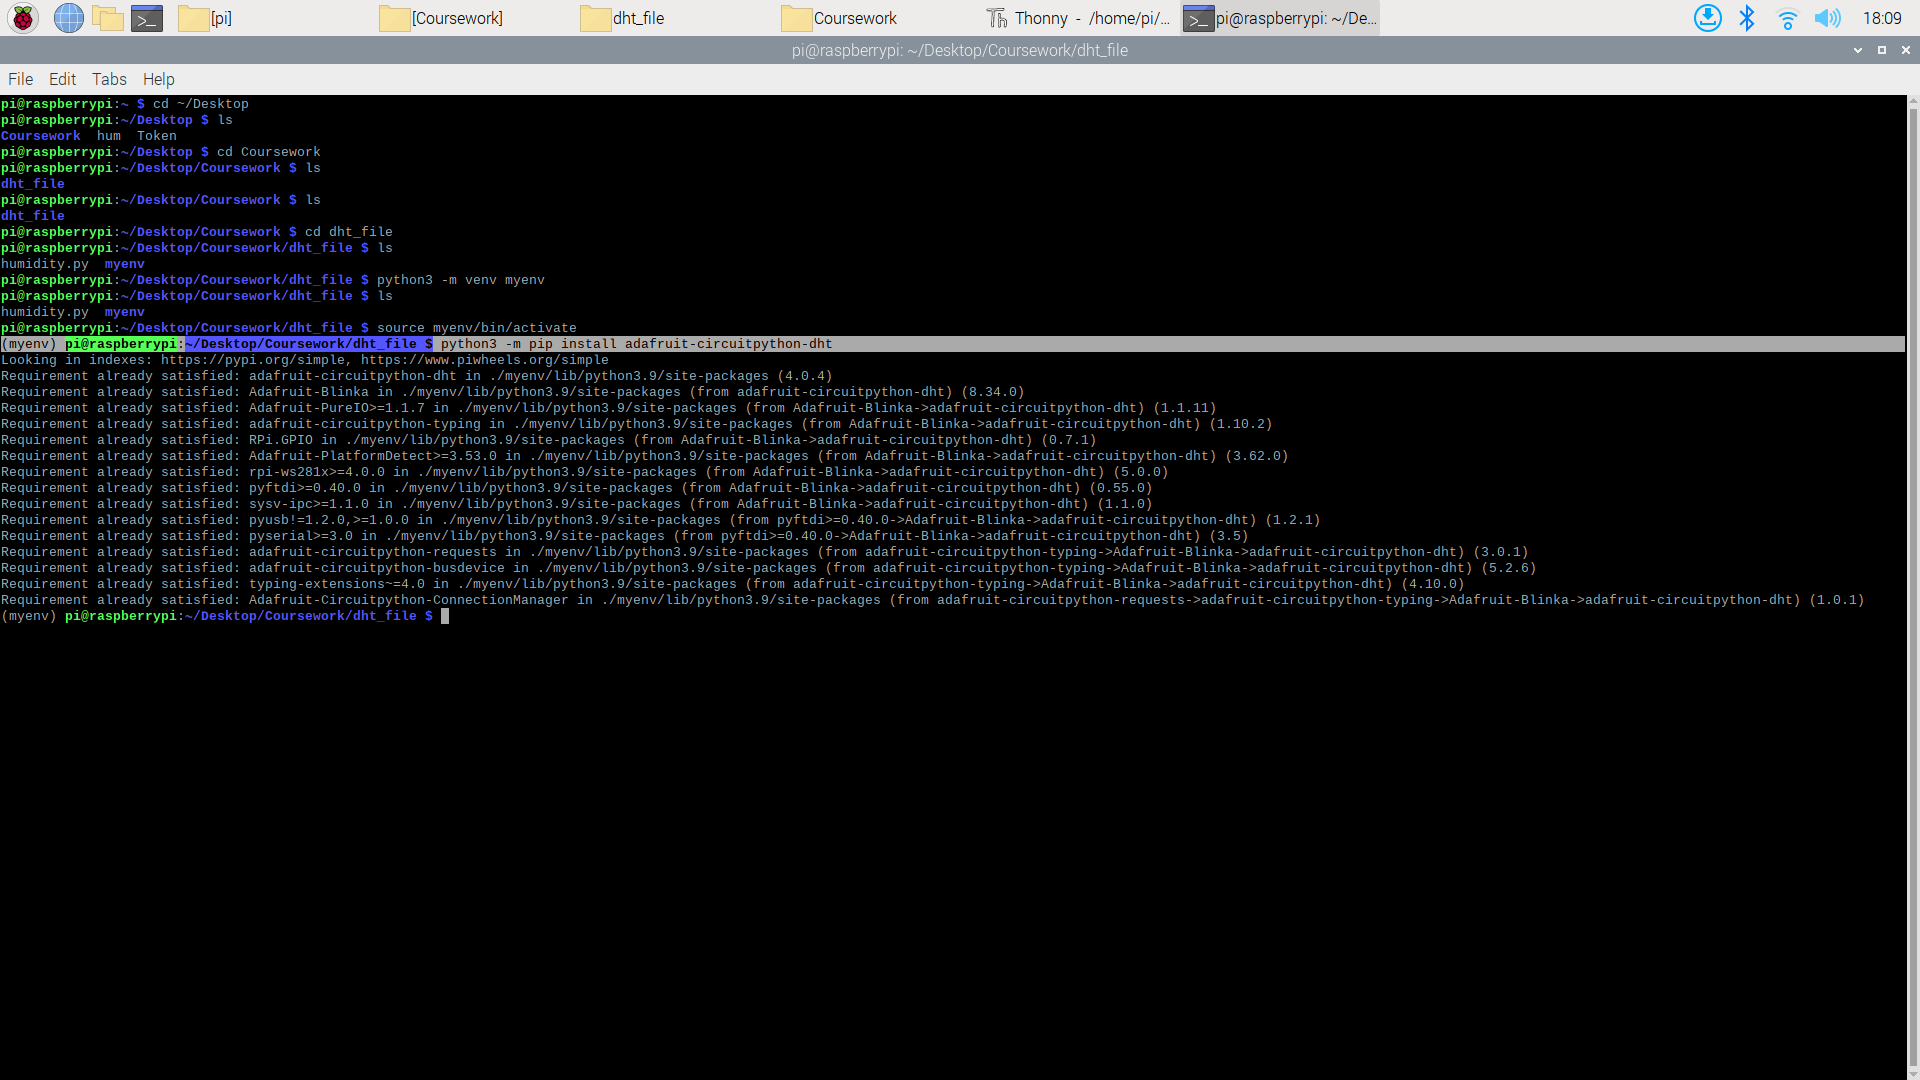 [pi] [Coursework] dht_file Coursework Thonny - /home/pi/... pi@raspberrypi: ~/De... 18:09
pi@raspberrypi: ~/Desktop/Coursework/dht_file
File Edit Tabs Help
pi@raspberrypi:~ $ cd ~/Desktop
pi@raspberrypi:~/Desktop $ ls
Coursework  hum  Token
pi@raspberrypi:~/Desktop $ cd Coursework
pi@raspberrypi:~/Desktop/Coursework $ ls
dht_file
pi@raspberrypi:~/Desktop/Coursework $ ls
dht_file
pi@raspberrypi:~/Desktop/Coursework $ cd dht_file
pi@raspberrypi:~/Desktop/Coursework/dht_file $ ls
humidity.py  myenv
pi@raspberrypi:~/Desktop/Coursework/dht_file $ python3 -m venv myenv
pi@raspberrypi:~/Desktop/Coursework/dht_file $ ls
humidity.py  myenv
pi@raspberrypi:~/Desktop/Coursework/dht_file $ source myenv/bin/activate
(myenv) pi@raspberrypi:~/Desktop/Coursework/dht_file $ python3 -m pip install adafruit-circuitpython-dht
Looking in indexes: https://pypi.org/simple, https://www.piwheels.org/simple
Requirement already satisfied: adafruit-circuitpython-dht in ./myenv/lib/python3.9/site-packages (4.0.4)
Requirement already satisfied: Adafruit-Blinka in ./myenv/lib/python3.9/site-packages (from adafruit-circuitpython-dht) (8.34.0)
Requirement already satisfied: Adafruit-PureIO>=1.1.7 in ./myenv/lib/python3.9/site-packages (from Adafruit-Blinka->adafruit-circuitpython-dht) (1.1.11)
Requirement already satisfied: adafruit-circuitpython-typing in ./myenv/lib/python3.9/site-packages (from Adafruit-Blinka->adafruit-circuitpython-dht) (1.10.2)
Requirement already satisfied: RPi.GPIO in ./myenv/lib/python3.9/site-packages (from Adafruit-Blinka->adafruit-circuitpython-dht) (0.7.1)
Requirement already satisfied: Adafruit-PlatformDetect>=3.53.0 in ./myenv/lib/python3.9/site-packages (from Adafruit-Blinka->adafruit-circuitpython-dht) (3.62.0)
Requirement already satisfied: rpi-ws281x>=4.0.0 in ./myenv/lib/python3.9/site-packages (from Adafruit-Blinka->adafruit-circuitpython-dht) (5.0.0)
Requirement already satisfied: pyftdi>=0.40.0 in ./myenv/lib/python3.9/site-packages (from Adafruit-Blinka->adafruit-circuitpython-dht) (0.55.0)
Requirement already satisfied: sysv-ipc>=1.1.0 in ./myenv/lib/python3.9/site-packages (from Adafruit-Blinka->adafruit-circuitpython-dht) (1.1.0)
Requirement already satisfied: pyusb!=1.2.0,>=1.0.0 in ./myenv/lib/python3.9/site-packages (from pyftdi>=0.40.0->Adafruit-Blinka->adafruit-circuitpython-dht) (1.2.1)
Requirement already satisfied: pyserial>=3.0 in ./myenv/lib/python3.9/site-packages (from pyftdi>=0.40.0->Adafruit-Blinka->adafruit-circuitpython-dht) (3.5)
Requirement already satisfied: adafruit-circuitpython-requests in ./myenv/lib/python3.9/site-packages (from adafruit-circuitpython-typing->Adafruit-Blinka->adafruit-circuitpython-dht) (3.0.1)
Requirement already satisfied: adafruit-circuitpython-busdevice in ./myenv/lib/python3.9/site-packages (from adafruit-circuitpython-typing->Adafruit-Blinka->adafruit-circuitpython-dht) (5.2.6)
Requirement already satisfied: typing-extensions~=4.0 in ./myenv/lib/python3.9/site-packages (from adafruit-circuitpython-typing->Adafruit-Blinka->adafruit-circuitpython-dht) (4.10.0)
Requirement already satisfied: Adafruit-Circuitpython-ConnectionManager in ./myenv/lib/python3.9/site-packages (from adafruit-circuitpython-requests->adafruit-circuitpython-typing->Adafruit-Blinka->adafruit-circuitpython-dht) (1.0.1)
(myenv) pi@raspberrypi:~/Desktop/Coursework/dht_file $